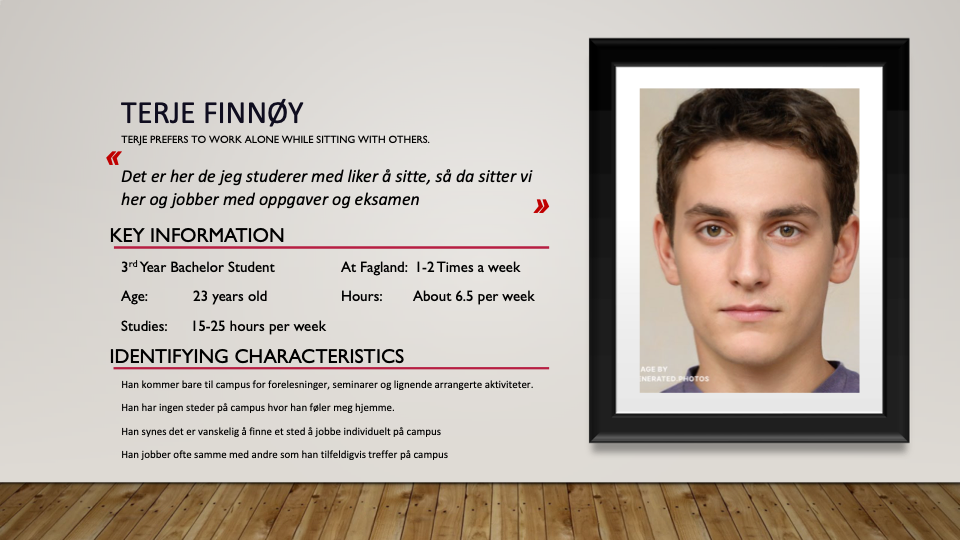 TERJE FINNØY
TERJE PREFERS TO WORK ALONE WHILE SITTING WITH OTHERS.
«
Det er her de jeg studerer med liker å sitte, så da sitter vi
her og jobber med oppgaver og eksamen
»
KEY INFORMATION
3rd Year Bachelor Student At Fagland: 1-2 Times a week
Age: 23 years old Hours: About 6.5 per week
Studies: 15-25 hours per week
IDENTIFYING CHARACTERISTICS
Han kommer bare til campus for forelesninger, seminarer og lignende arrangerte aktiviteter.
Han har ingen steder på campus hvor han føler meg hjemme.
Han synes det er vanskelig å finne et sted å jobbe individuelt på campus
Han jobber ofte samme med andre som han tilfeldigvis treffer på campus
AGE BY
NERATED PHOTOS